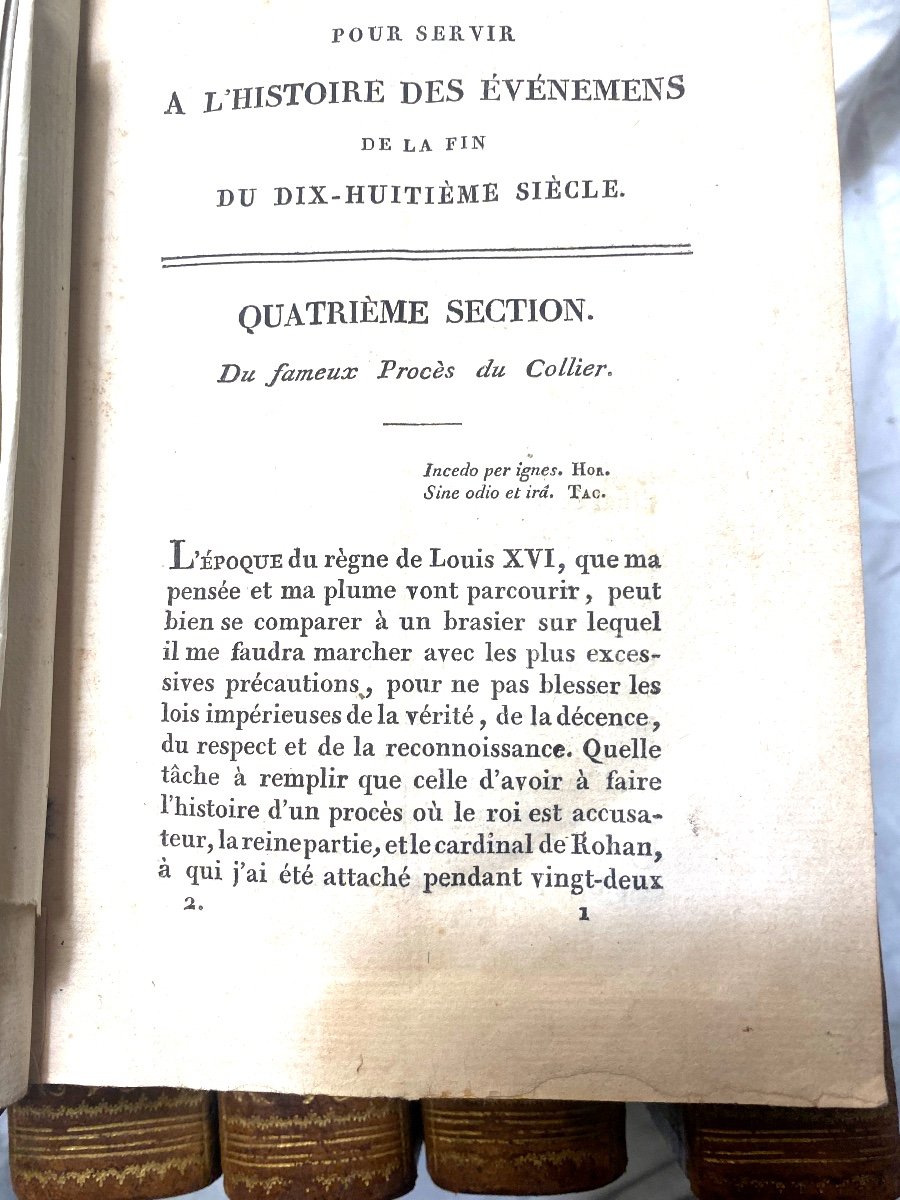 POUR SERVIR
A L'HISTOIRE DES ÉVÉNEMENS
DE LA FIN
DU DIX-HUITIÈME SIÈCLE.
QUATRIÈME SECTION.
Du fameux Procès du Collier.
Incedo per ignes. HOR.
Sine odio et irâ. TAC.
L'ÉPOQUE du règne de Louis XVI, que ma
pensée et ma plume vont parcourir, peut
bien se comparer à un brasier sur lequel
il me faudra marcher avec les plus exces-
sives précautions, pour ne pas blesser les
lois impérieuses de la vérité, de la décence,
du respect et de la reconnoissance. Quelle
tâche à remplir que celle d'avoir à faire
l'histoire d'un procès où le roi est accusa-
teur, la reine partie, et le cardinal de Rohan,
à qui j'ai été attaché pendant vingt-deux
2. 1